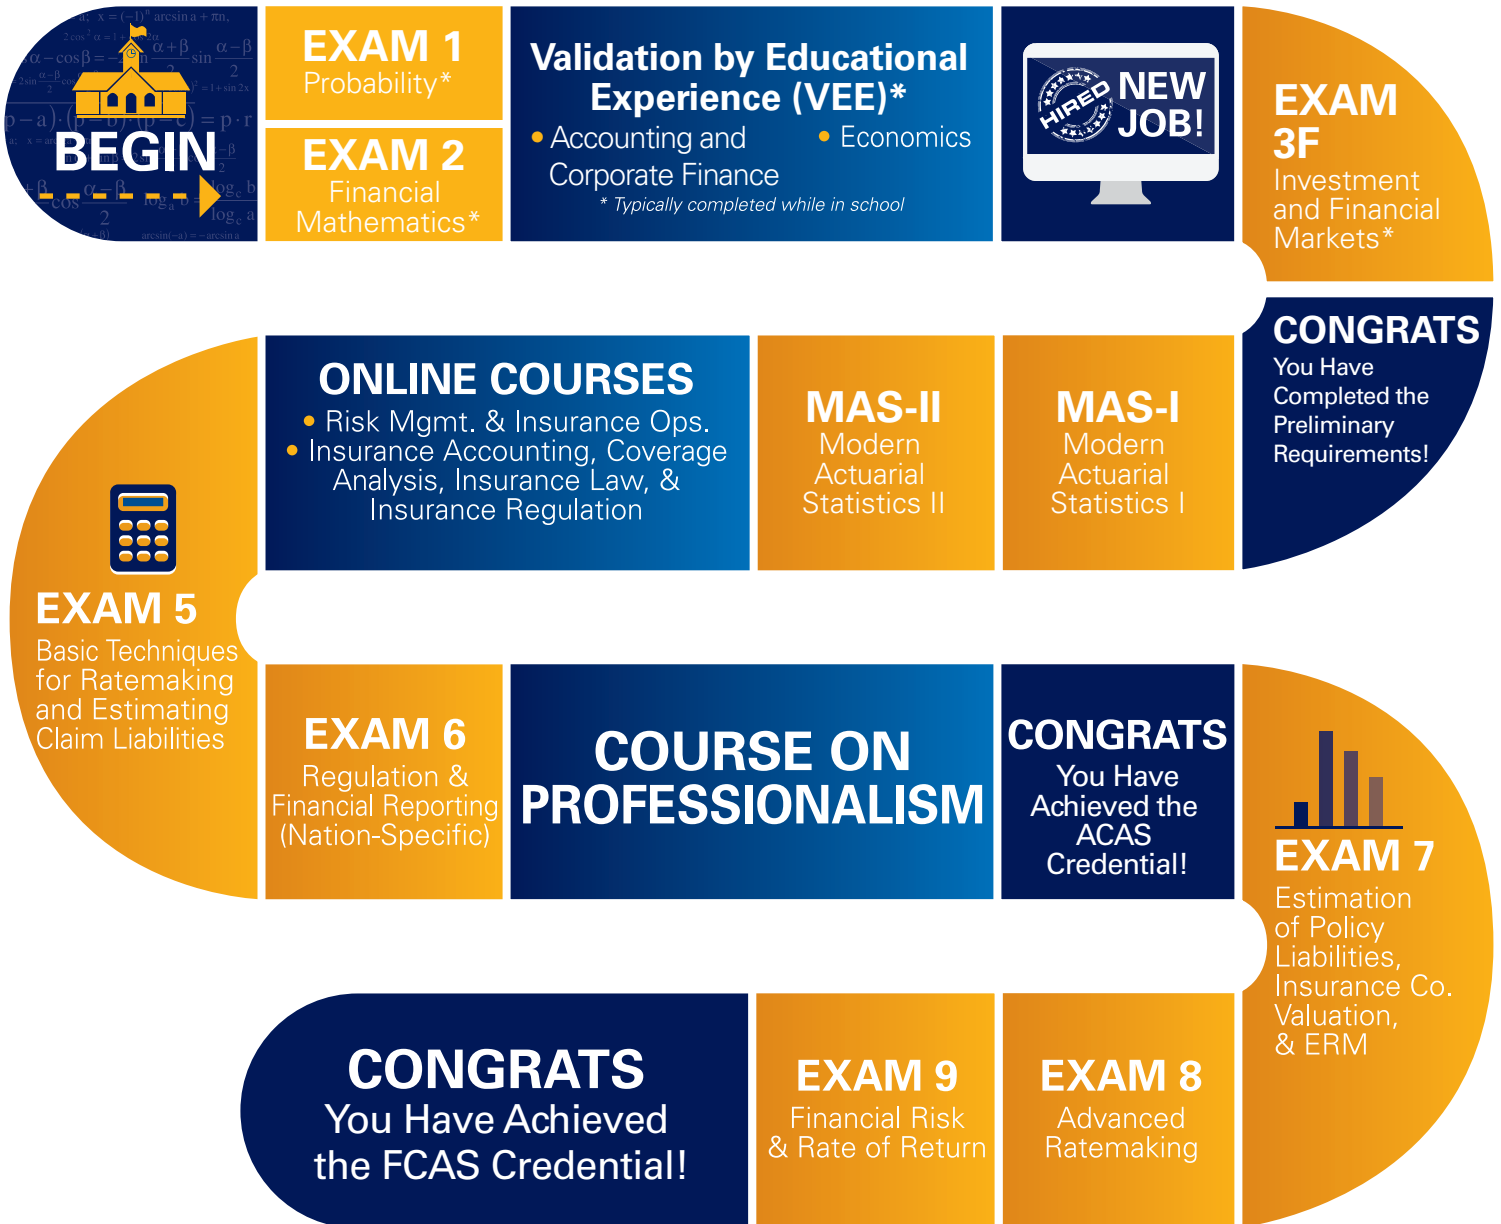 BEGIN
EXAM 1
Probability*
EXAM 2
Financial
Mathematics*
Validation by Educational
Experience (VEE)*
• Accounting and
Corporate Finance
• Economics
* Typically completed while in school
HIRED
NEW
JOB!
EXAM
3F
Investment
and Financial
Markets*
CONGRATS
You Have
Completed the
Preliminary
Requirements!
MAS-I
Modern
Actuarial
Statistics I
MAS-II
Modern
Actuarial
Statistics II
ONLINE COURSES
• Risk Mgmt. & Insurance Ops.
• Insurance Accounting, Coverage
Analysis, Insurance Law, &
Insurance Regulation
EXAM 5
Basic Techniques
for Ratemaking
and Estimating
Claim Liabilities
EXAM 6
Regulation &
Financial Reporting
(Nation-Specific)
COURSE ON
PROFESSIONALISM
CONGRATS
You Have
Achieved the
ACAS
Credential!
EXAM 7
Estimation
of Policy
Liabilities,
Insurance Co.
Valuation,
& ERM
EXAM 8
Advanced
Ratemaking
EXAM 9
Financial Risk
& Rate of Return
CONGRATS
You Have Achieved
the FCAS Credential!